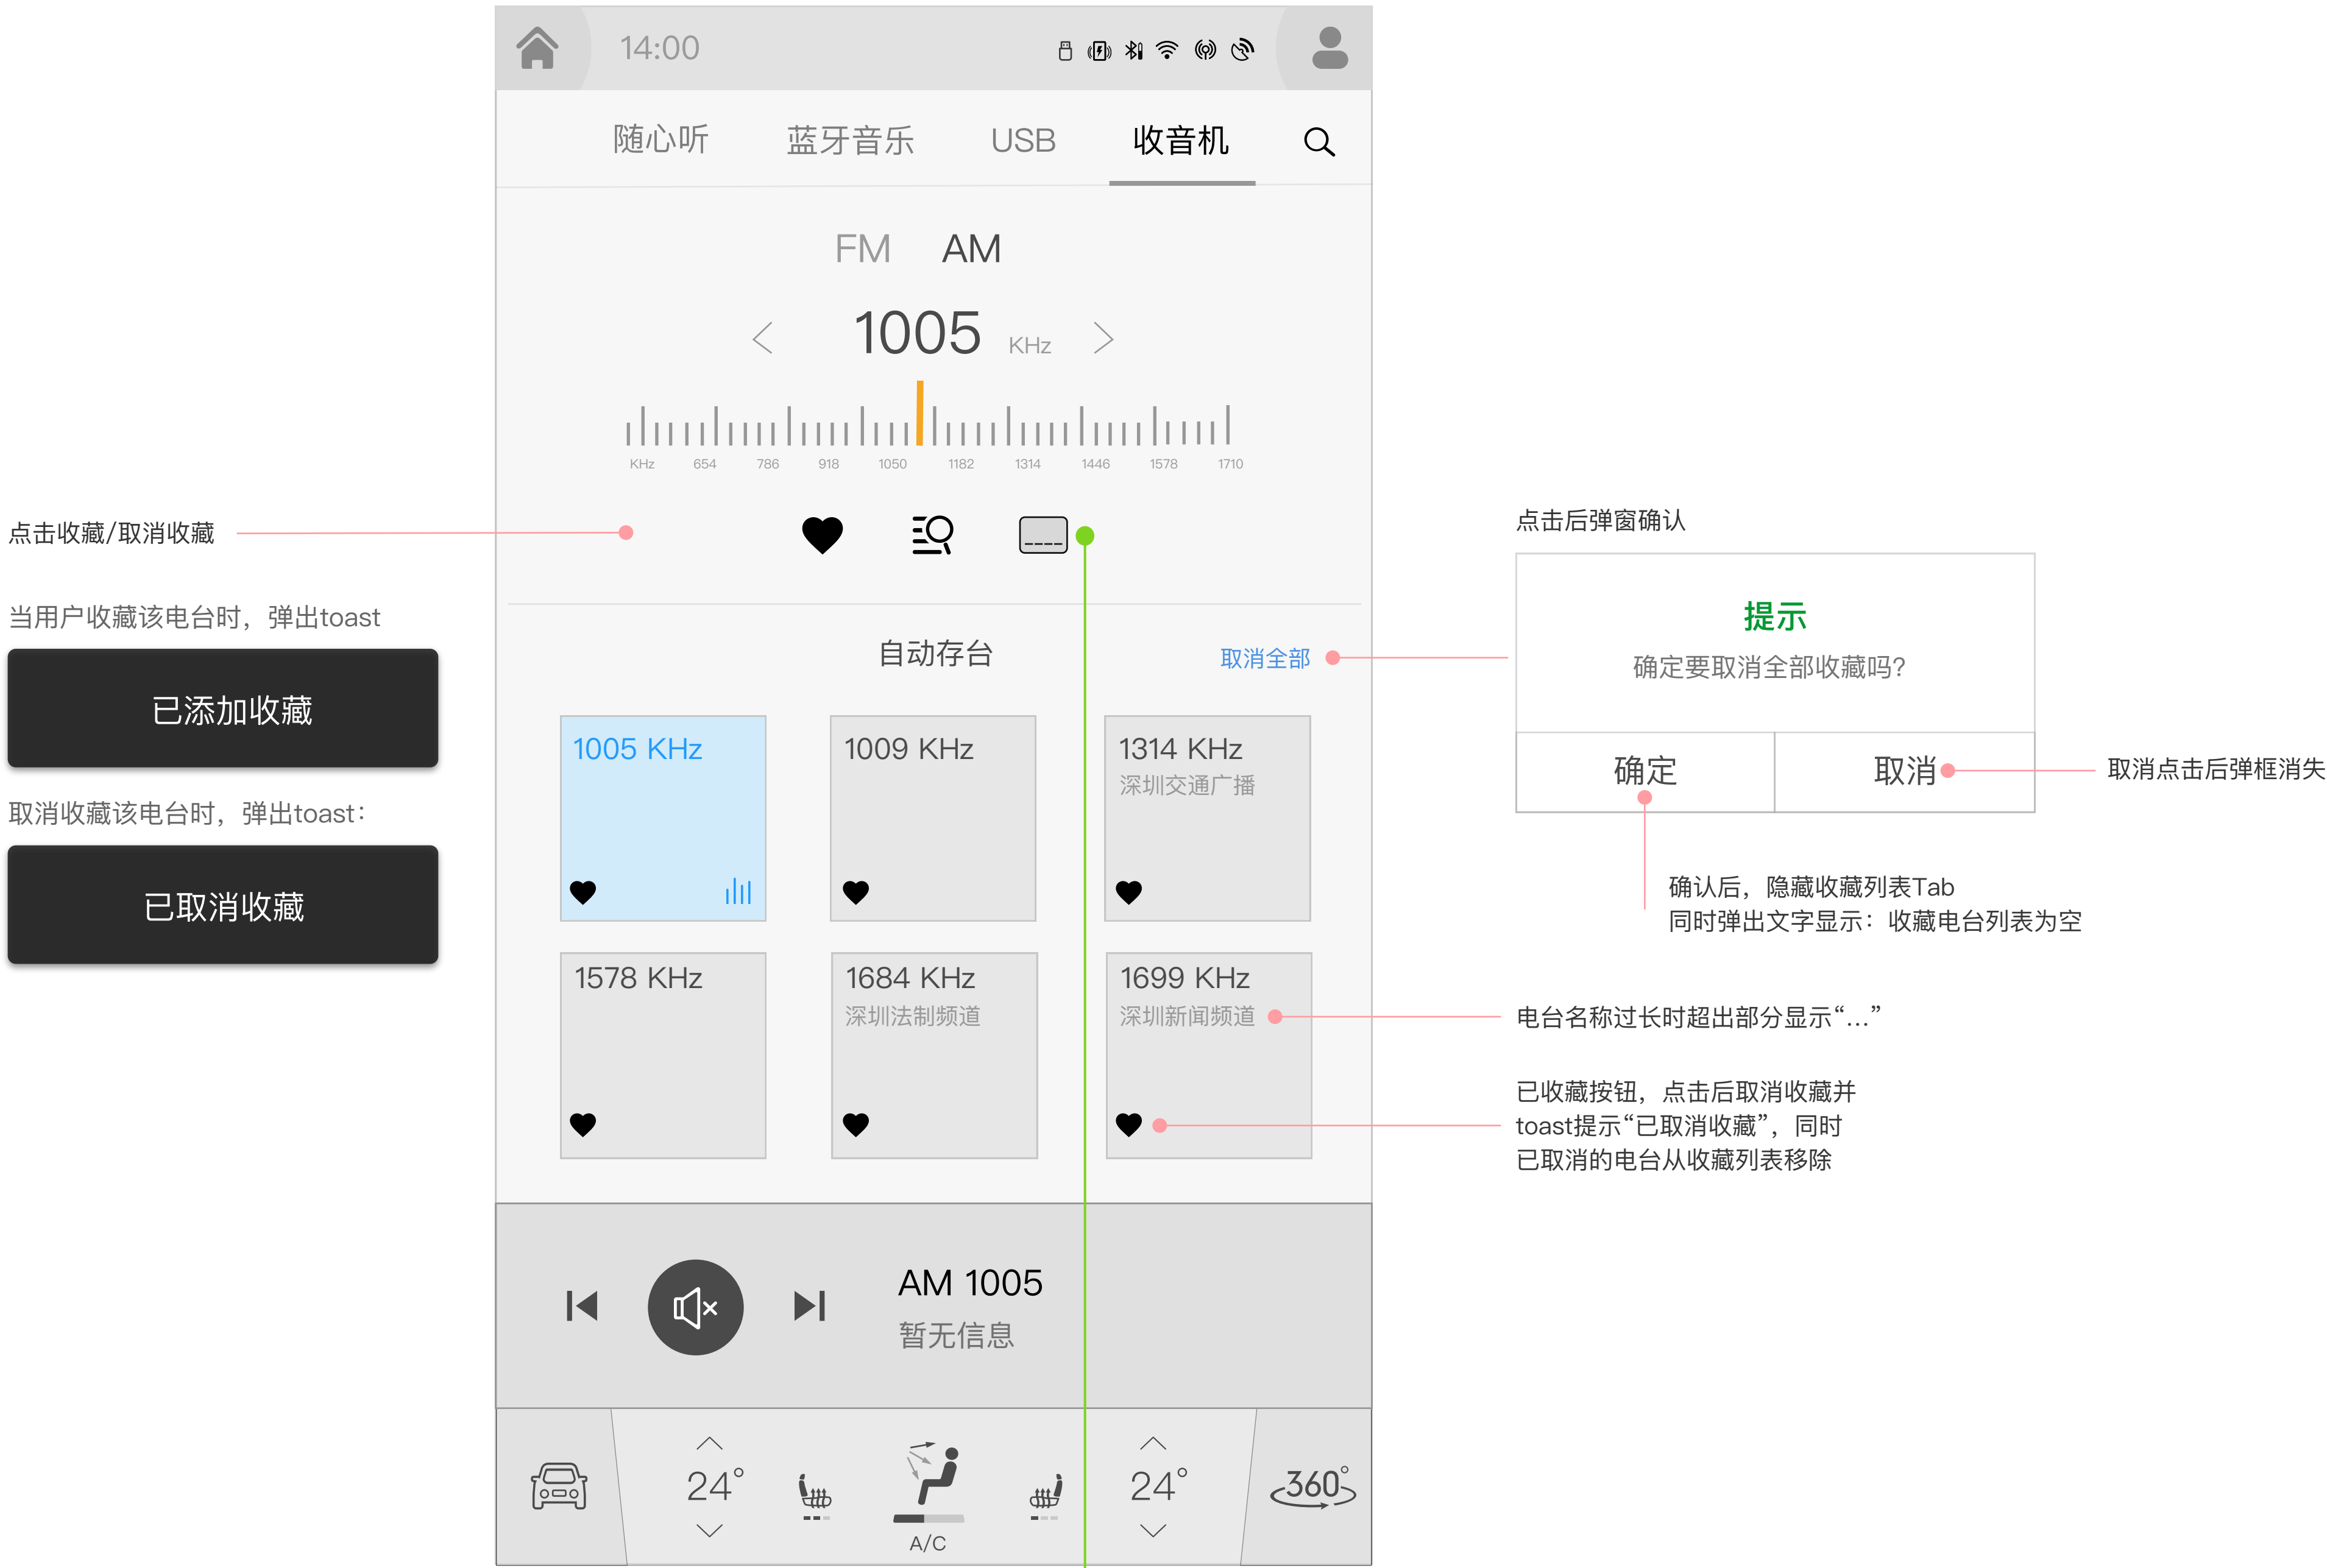 14:00
随心听 蓝牙音乐 USB 收音机
FM AM
1005 KHz
KHz 654 786 918 1050 1182 1314 1446 1578 1710
点击收藏/取消收藏
当用户收藏该电台时，弹出toast
已添加收藏
取消收藏该电台时，弹出toast：
已取消收藏
自动存台 取消全部
1005 KHz
1009 KHz
1314 KHz
深圳交通广播
1578 KHz
1684 KHz
深圳法制频道
1699 KHz
深圳新闻频道
AM 1005
暂无信息
24°
A/C
24°
360°
点击后弹窗确认
提示
确定要取消全部收藏吗？
确定 取消
取消点击后弹框消失
确认后，隐藏收藏列表Tab
同时弹出文字显示：收藏电台列表为空
电台名称过长时超出部分显示“...”
已收藏按钮，点击后取消收藏并
toast提示“已取消收藏”，同时
已取消的电台从收藏列表移除